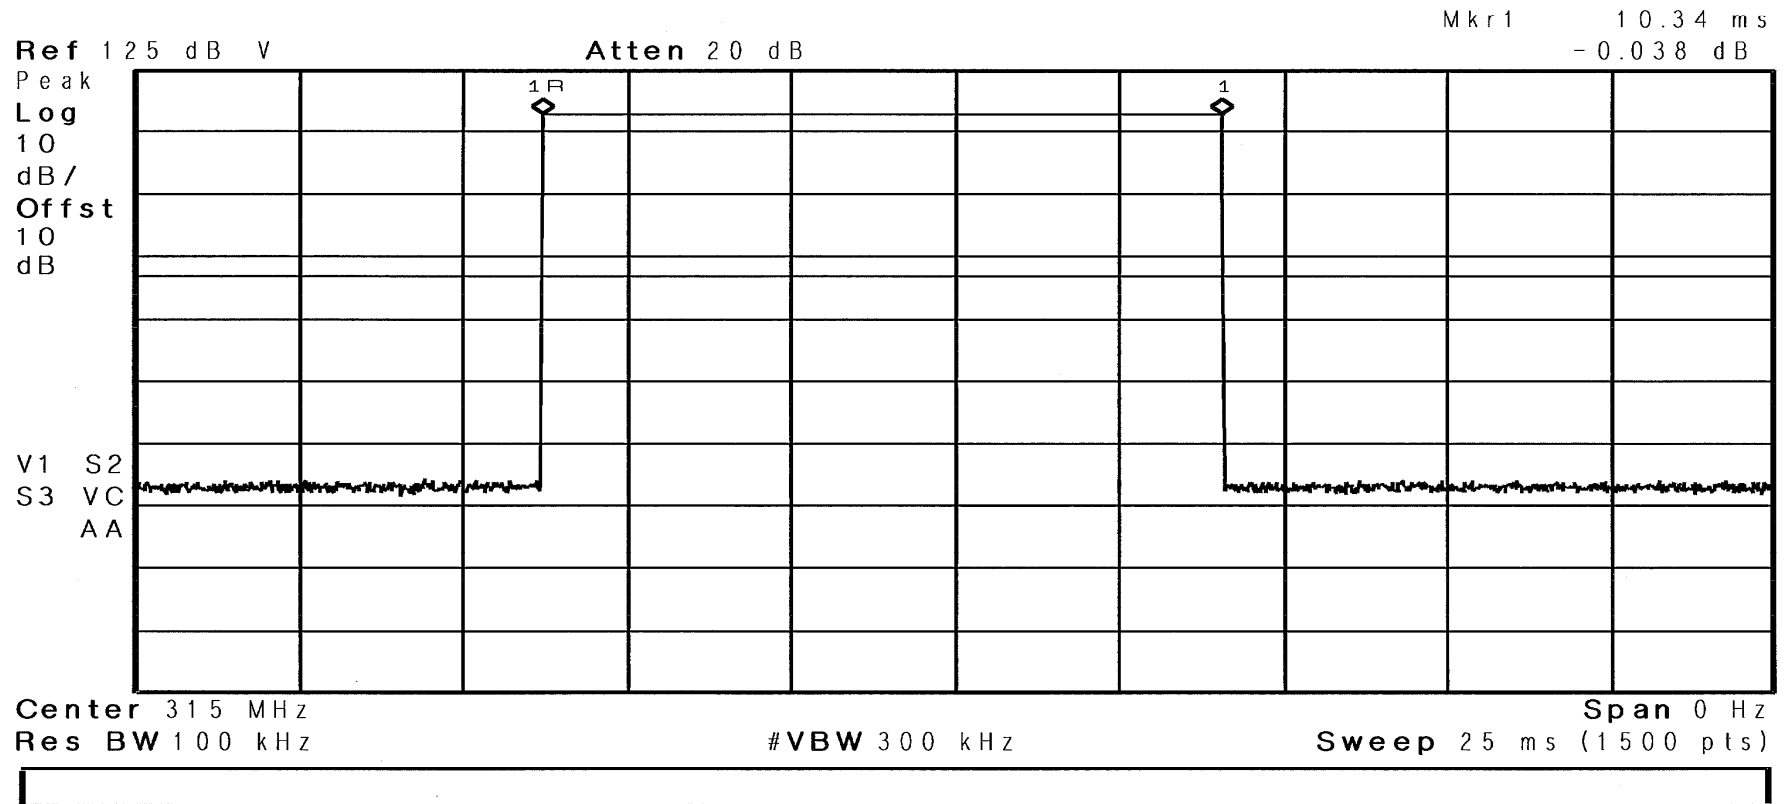 Mkr1 10.34 ms
Ref 125 dB V Atten 20 dB -0.038 dB
Peak
Log
10
dB/
Offst
10
dB
1R 1
V1 S2
S3 VC
AA
Center 315 MHz Span 0 Hz
Res BW 100 kHz #VBW 300 kHz Sweep 25 ms (1500 pts)